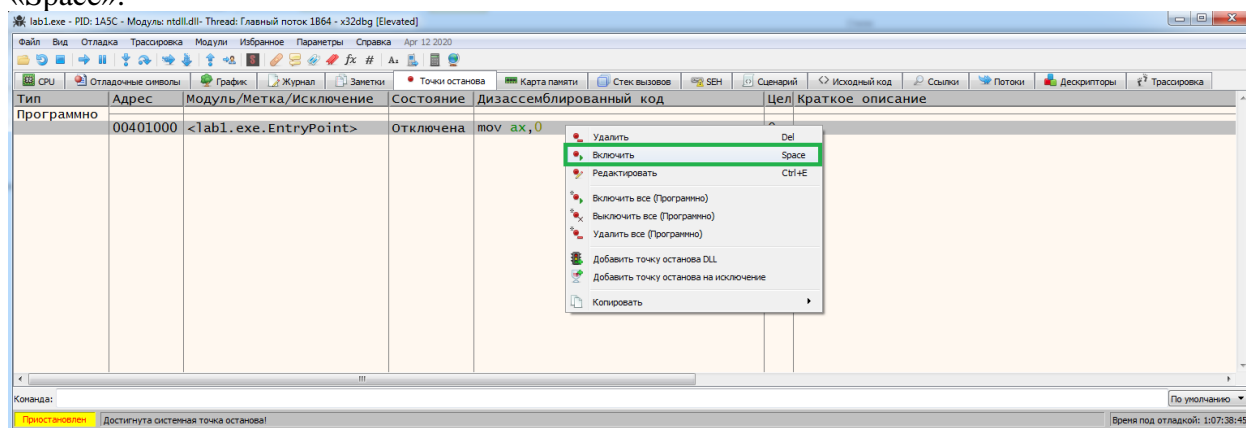 «Space».
lab1.exe - PID: 1A5C - Модуль: ntdll.dll- Thread: Главный поток 1B64 - x32dbg [Elevated]
Файл Вид Отладка Трассировка Модули Избранное Параметры Справка Apr 12 2020
CPU Отладочные символы График Журнал Заметки Точки останова Карта памяти Стек вызовов SEH Сценарий Исходный код Ссылки Потоки Дескрипторы Трассировка
Тип Адрес Модуль/Метка/Исключение Состояние Дизассемблированный код Цел Краткое описание
Программно
00401000 <lab1.exe.EntryPoint> Отключена mov ax,0
Удалить Del
Включить Space
Редактировать Ctrl+E
Включить все (Программно)
Выключить все (Программно)
Удалить все (Программно)
Добавить точку останова DLL
Добавить точку останова на исключение
Копировать
Команда: По умолчанию
Приостановлен Достигнута системная точка останова! Время под отладкой: 1:07:38:45